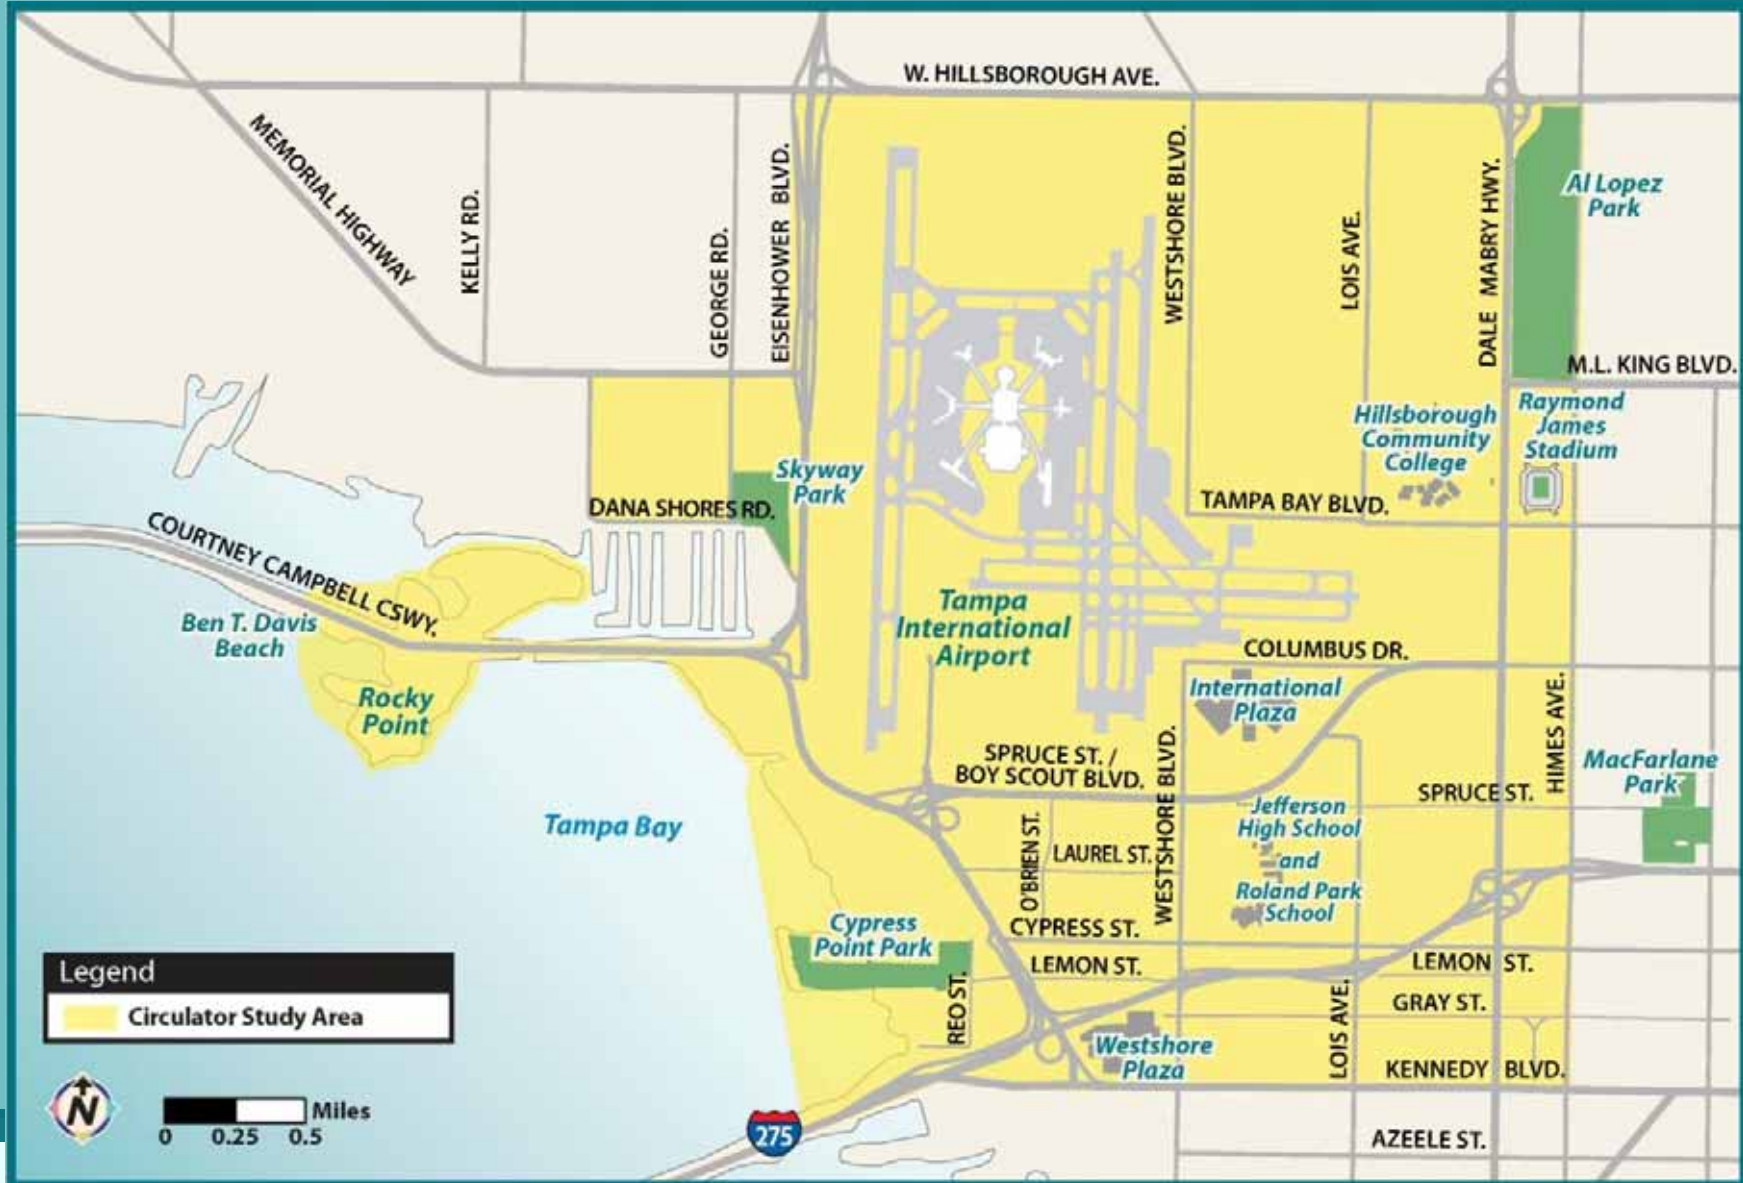 W. HILLSBOROUGH AVE.
MEMORIAL HIGHWAY
KELLY RD.
GEORGE RD.
EISENHOWER BLVD.
WESTSHORE BLVD.
LOIS AVE.
DALE MABRY HWY.
Al Lopez
Park
M.L. KING BLVD.
Hillsborough
Community
College
Raymond
James
Stadium
Skyway
Park
DANA SHORES RD.
TAMPA BAY BLVD.
COURTNEY CAMPBELL CSWY.
Ben T. Davis
Beach
Rocky
Point
Tampa
International
Airport
COLUMBUS DR.
International
Plaza
HIMES AVE.
SPRUCE ST. /
BOY SCOUT BLVD.
WESTSHORE BLVD.
SPRUCE ST.
MacFarlane
Park
Tampa Bay
O'BRIEN ST.
LAUREL ST.
Jefferson
High School
and
Roland Park
School
Cypress
Point Park
CYPRESS ST.
LEMON ST.
LEMON ST.
REO ST.
GRAY ST.
LOIS AVE.
Westshore
Plaza
KENNEDY BLVD.
AZEELE ST.
275
Legend
Circulator Study Area
N
Miles
0 0.25 0.5